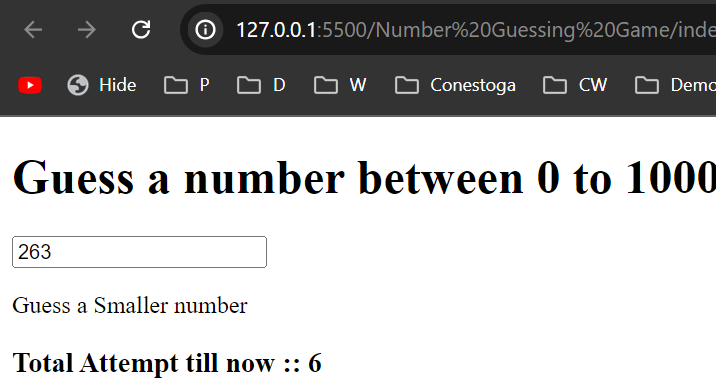 127.0.0.1:5500/Number%20Guessing%20Game/inde
Hide P D W Conestoga CW Demo
Guess a number between 0 to 1000
263
Guess a Smaller number
Total Attempt till now :: 6